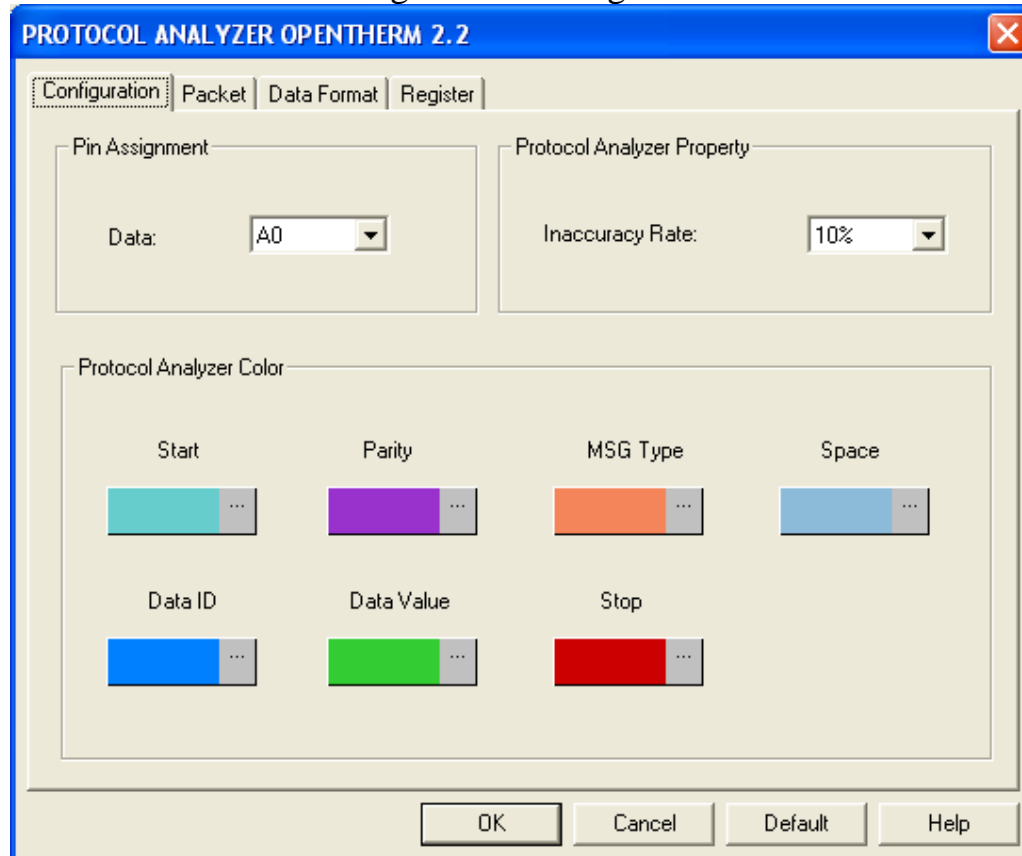 PROTOCOL ANALYZER OPENTHERM 2.2
Configuration Packet Data Format Register
Pin Assignment
Data: A0
Protocol Analyzer Property
Inaccuracy Rate: 10%
Protocol Analyzer Color
Start Parity MSG Type Space
... ... ... ...
Data ID Data Value Stop
... ... ...
OK Cancel Default Help